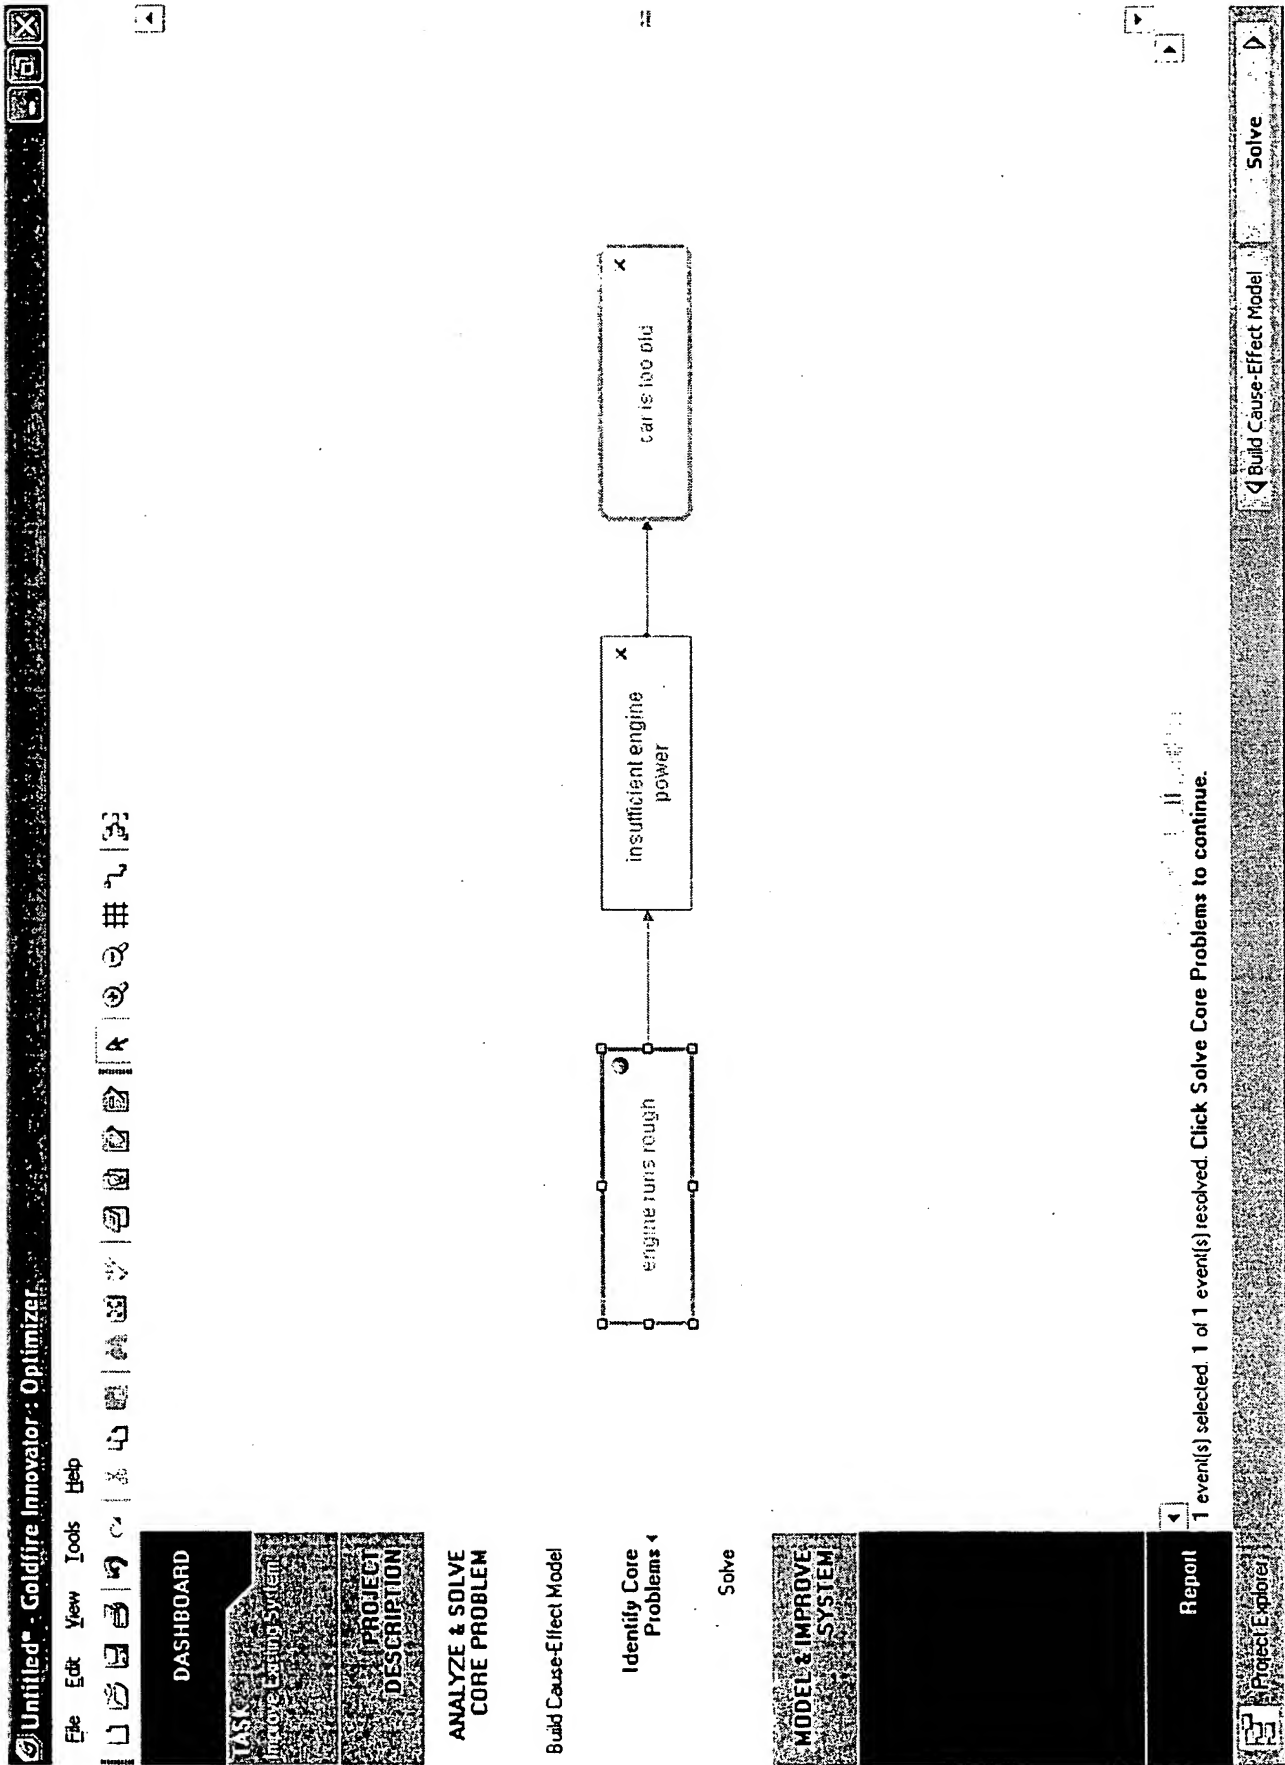 Untitled* - Goldfire Innovator : Optimizer
File Edit View Tools Help
DASHBOARD
TASK
Improve Existing System
PROJECT
DESCRIPTION
ANALYZE & SOLVE
CORE PROBLEM
Build Cause-Effect Model
Identify Core
Problems
Solve
MODEL & IMPROVE
SYSTEM
Report
engine runs rough
insufficient engine
power
car is too old
1 event(s) selected. 1 of 1 event(s) resolved. Click Solve Core Problems to continue.
Project Explorer
Build Cause-Effect Model
Solve